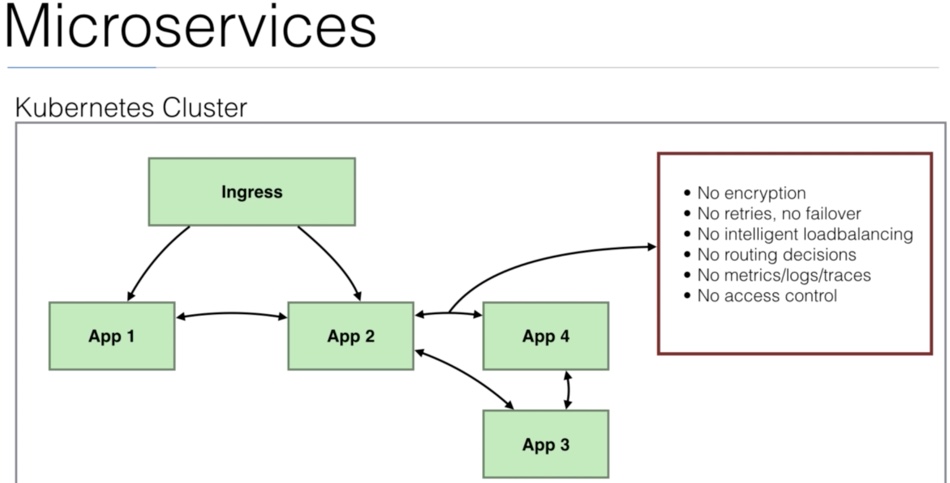 Microservices
Kubernetes Cluster
Ingress
• No encryption
• No retries, no failover
• No intelligent loadbalancing
• No routing decisions
• No metrics/logs/traces
• No access control
App 1
App 2
App 4
App 3